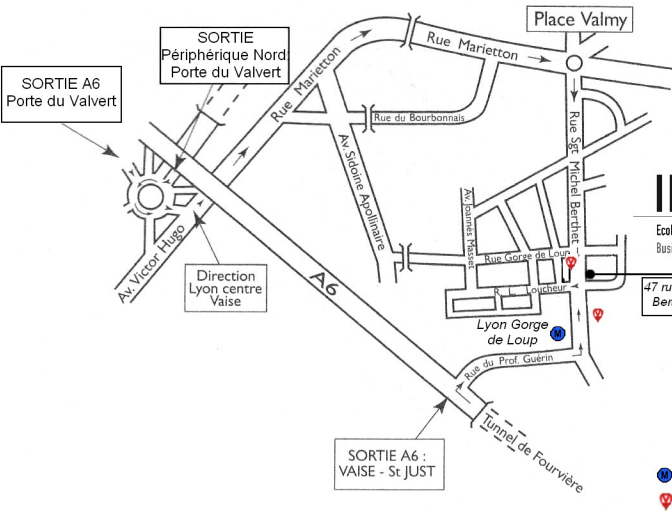 Place Valmy
SORTIE
Périphérique Nord:
Porte du Valvert
SORTIE A6
Porte du Valvert
Rue Marietton
Rue Marietton
Rue du Bourbonnais
Rue Sgt Michel Berthet
Av. Sidoine Apollinaire
Av. Joannès Masset
Ecol
Busi
Rue Gorge de Loup
Av. Victor Hugo
Direction
Lyon centre
Vaise
A6
R. L. Loucheur
47 ru
Ber
Lyon Gorge
de Loup
M
Rue du Prof. Guérin
Tunnel de Fourvière
SORTIE A6 :
VAISE - St JUST
M